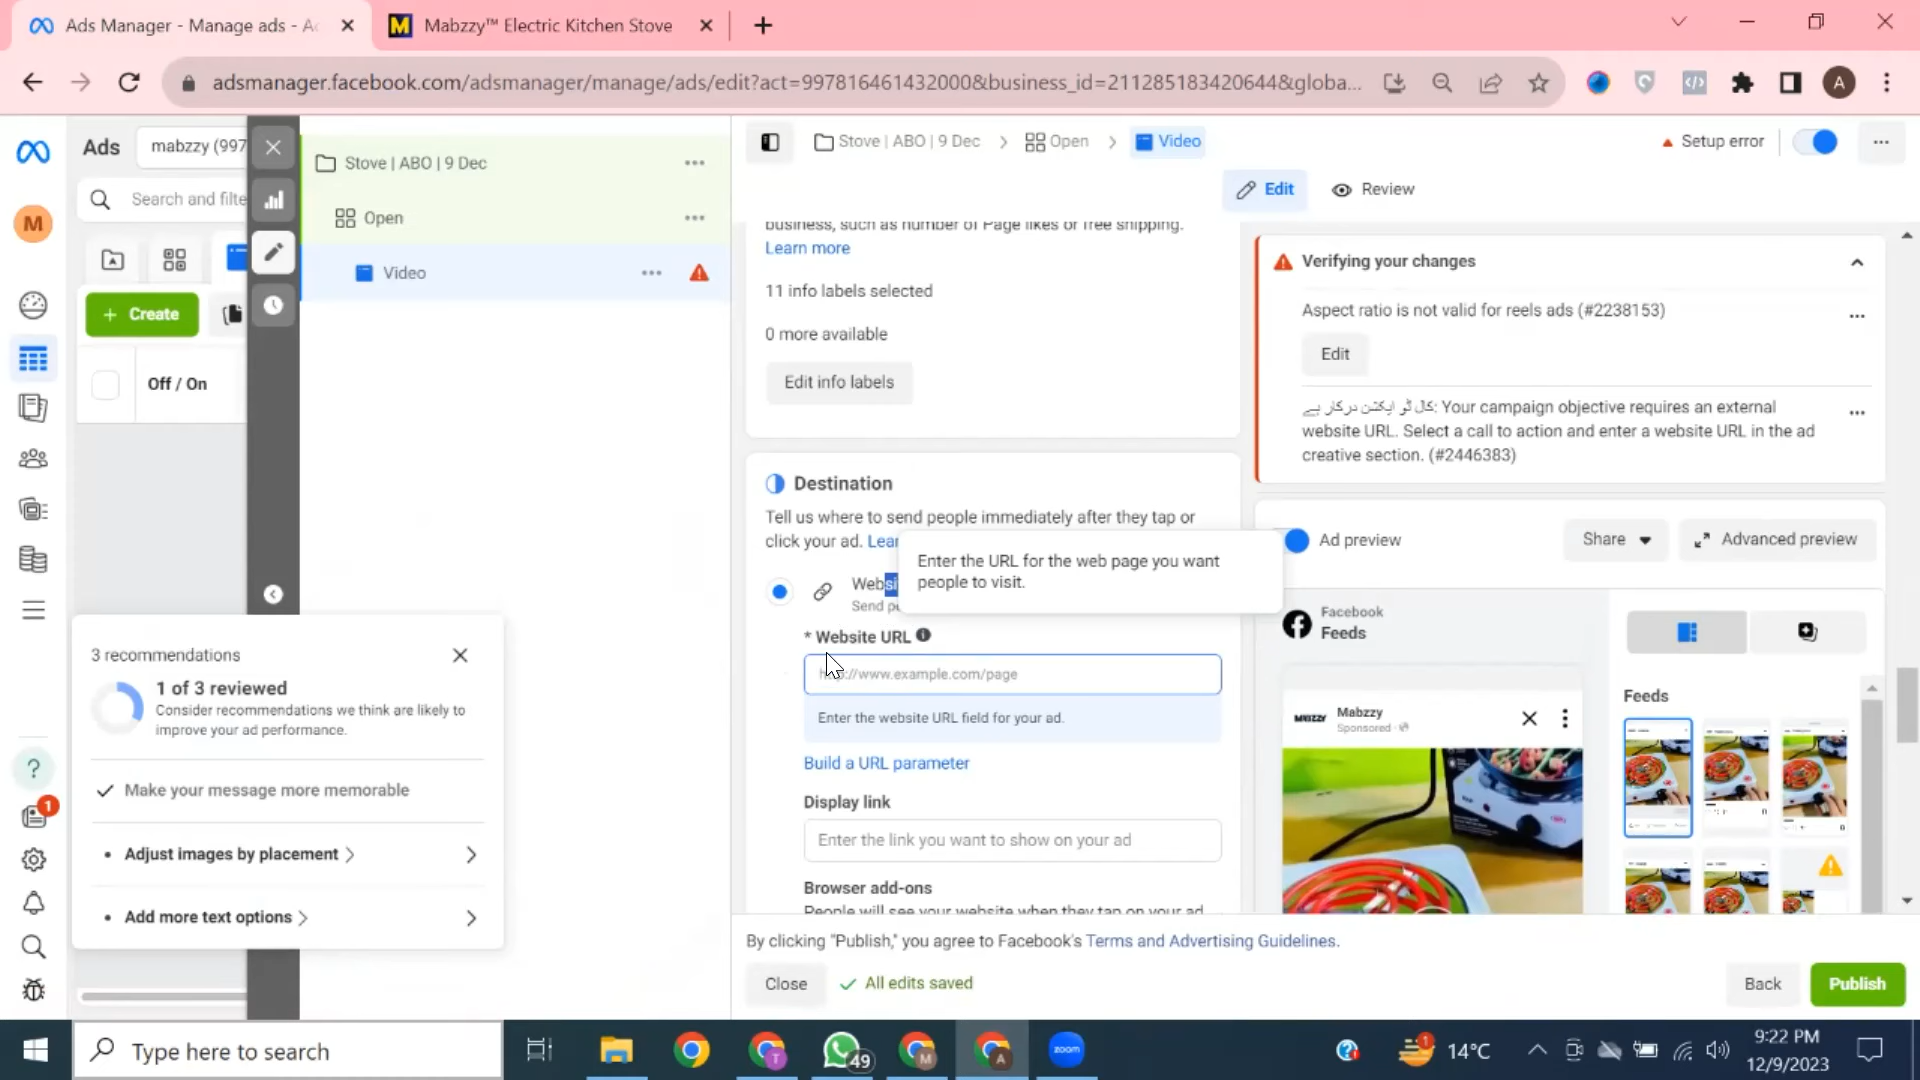 Ads Manager - Manage ads - Ac
Mabzzy™ Electric Kitchen Stove
adsmanager.facebook.com/adsmanager/manage/ads/edit?act=997816461432000&business_id=211285183420644&globa...
A
Ads
mabzzy (997
Search and filte
M
+ Create
Off / On
Stove | ABO | 9 Dec
Open
Video
Stove | ABO | 9 Dec
Open
Video
Setup error
Edit
Review
business, such as number of Page likes or free shipping.
Learn more
11 info labels selected
0 more available
Edit info labels
Destination
Tell us where to send people immediately after they tap or
click your ad. Lear
Enter the URL for the web page you want
people to visit.
Websi
Send pe
* Website URL
http://www.example.com/page
Enter the website URL field for your ad.
Build a URL parameter
Display link
Enter the link you want to show on your ad
Browser add-ons
People will see your website when they tap on your ad
Verifying your changes
Aspect ratio is not valid for reels ads (#2238153)
Edit
کال ٹو ایکشن درکار ہے: Your campaign objective requires an external
website URL. Select a call to action and enter a website URL in the ad
creative section. (#2446383)
Ad preview
Share
Advanced preview
Facebook
Feeds
Mabzzy
Sponsored
MABZZY
Feeds
3 recommendations
1 of 3 reviewed
Consider recommendations we think are likely to
improve your ad performance.
Make your message more memorable
Adjust images by placement
Add more text options
1
By clicking "Publish," you agree to Facebook's Terms and Advertising Guidelines.
Close
All edits saved
Back
Publish
Type here to search
T
49
M
A
zoom
1
14°C
9:22 PM
12/9/2023